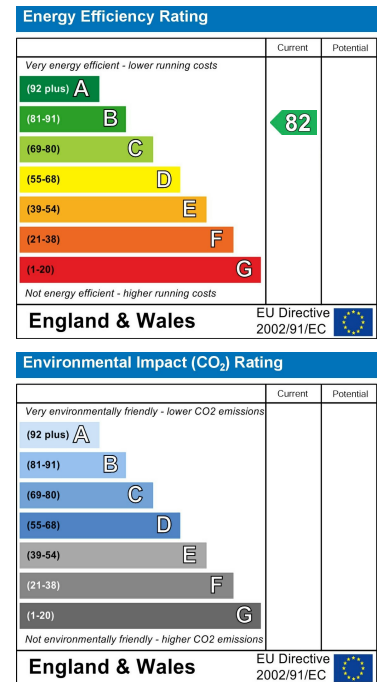 Energy Efficiency Rating
Current Potential
Very energy efficient - lower running costs
(92 plus) A
(81-91) B
82
(69-80) C
(55-68) D
(39-54) E
(21-38) F
(1-20) G
Not energy efficient - higher running costs
England & Wales
EU Directive
2002/91/EC
Environmental Impact (CO₂) Rating
Current Potential
Very environmentally friendly - lower CO2 emissions
(92 plus) A
(81-91) B
(69-80) C
(55-68) D
(39-54) E
(21-38) F
(1-20) G
Not environmentally friendly - higher CO2 emissions
England & Wales
EU Directive
2002/91/EC